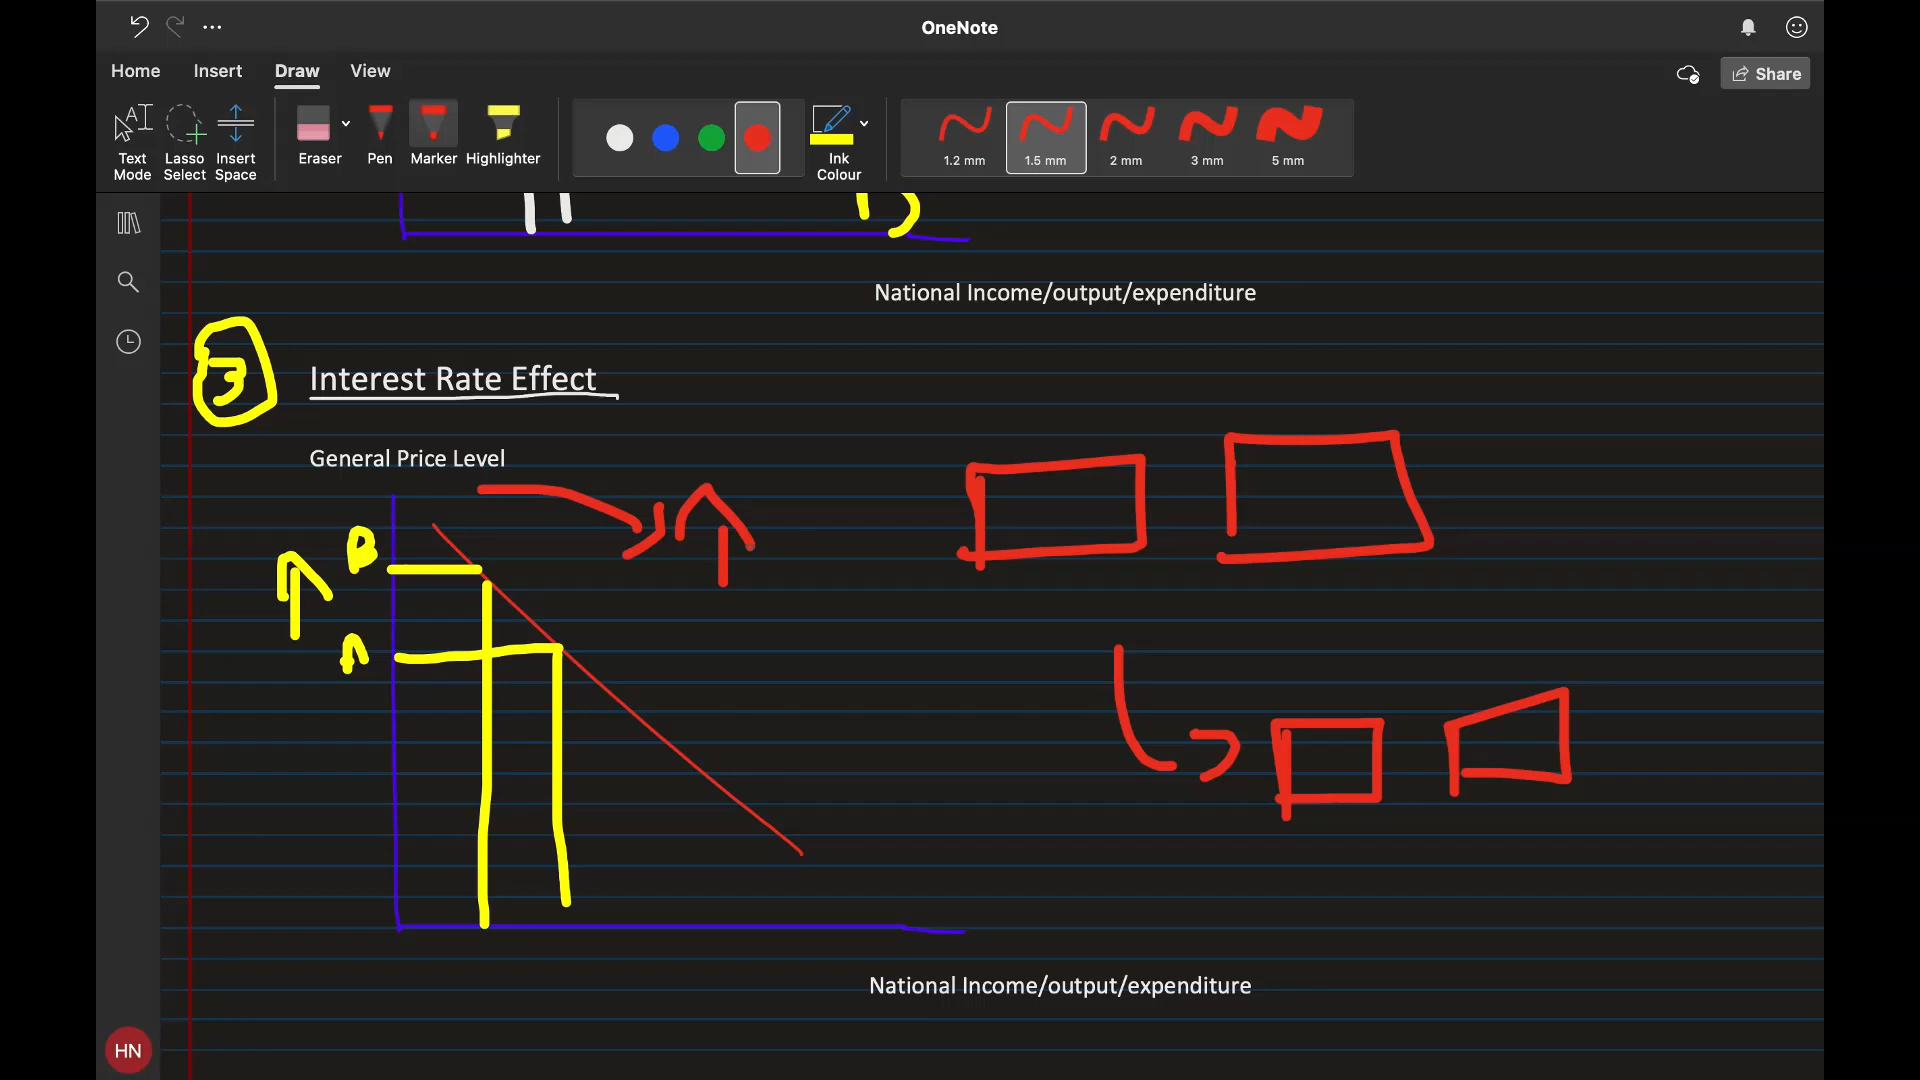 OneNote
Home Insert Draw View
Share
Text Mode
Lasso Select
Insert Space
Eraser
Pen
Marker
Highlighter
Ink Colour
1.2 mm
1.5 mm
2 mm
3 mm
5 mm
B
National Income/output/expenditure
3
Interest Rate Effect
General Price Level
B
A
National Income/output/expenditure
HN